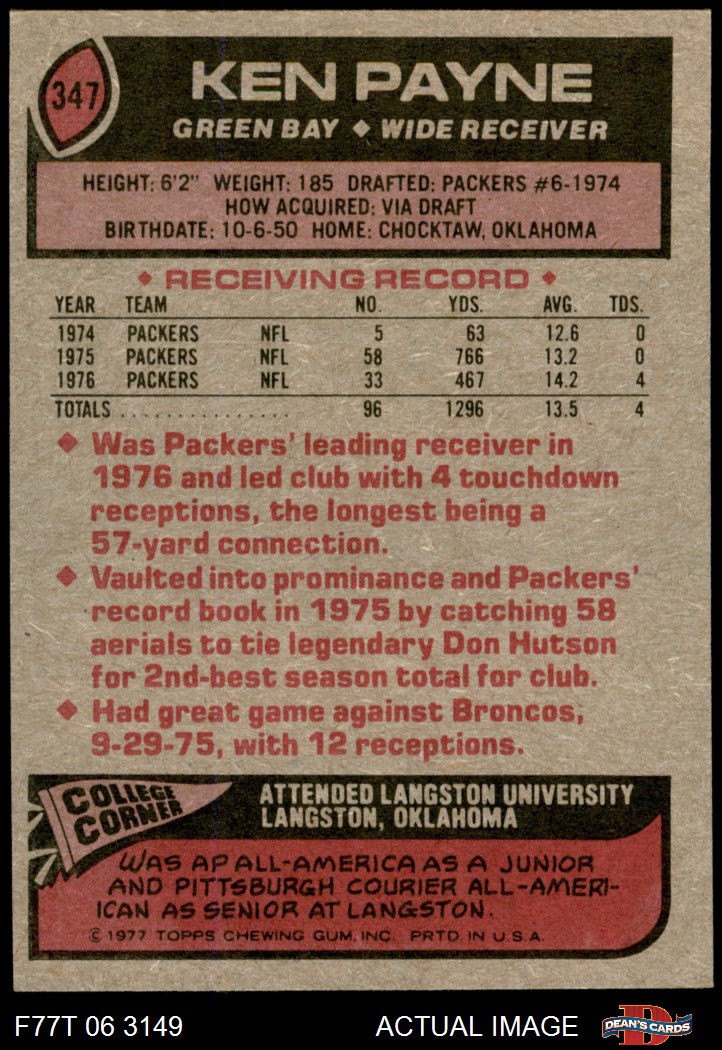 347
KEN PAYNE
GREEN BAY ◆ WIDE RECEIVER
HEIGHT: 6'2" WEIGHT: 185 DRAFTED: PACKERS #6-1974
HOW ACQUIRED: VIA DRAFT
BIRTHDATE: 10-6-50 HOME: CHOCKTAW, OKLAHOMA
◆ RECEIVING RECORD ◆
YEAR TEAM NO. YDS. AVG. TDS.
1974 PACKERS NFL 5 63 12.6 0
1975 PACKERS NFL 58 766 13.2 0
1976 PACKERS NFL 33 467 14.2 4
TOTALS . . . . . . . . . . . . . . . 96 1296 13.5 4
◆ Was Packers' leading receiver in
1976 and led club with 4 touchdown
receptions, the longest being a
57-yard connection.
◆ Vaulted into prominance and Packers'
record book in 1975 by catching 58
aerials to tie legendary Don Hutson
for 2nd-best season total for club.
◆ Had great game against Broncos,
9-29-75, with 12 receptions.
COLLEGE
CORNER
ATTENDED LANGSTON UNIVERSITY
LANGSTON, OKLAHOMA
WAS AP ALL-AMERICA AS A JUNIOR
AND PITTSBURGH COURIER ALL-AMERI-
ICAN AS SENIOR AT LANGSTON.
© 1977 TOPPS CHEWING GUM, INC. PRTD. IN U.S.A.
F77T 06 3149 ACTUAL IMAGE
D
DEAN'S CARDS